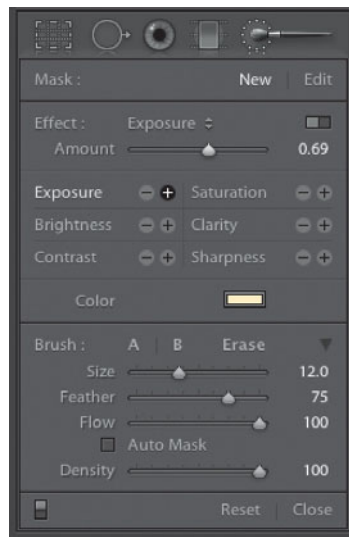 Mask : New | Edit
Effect : Exposure
Amount 0.69
Exposure Saturation
Brightness Clarity
Contrast Sharpness
Color
Brush : A | B Erase
Size 12.0
Feather 75
Flow 100
Auto Mask
Density 100
Reset | Close